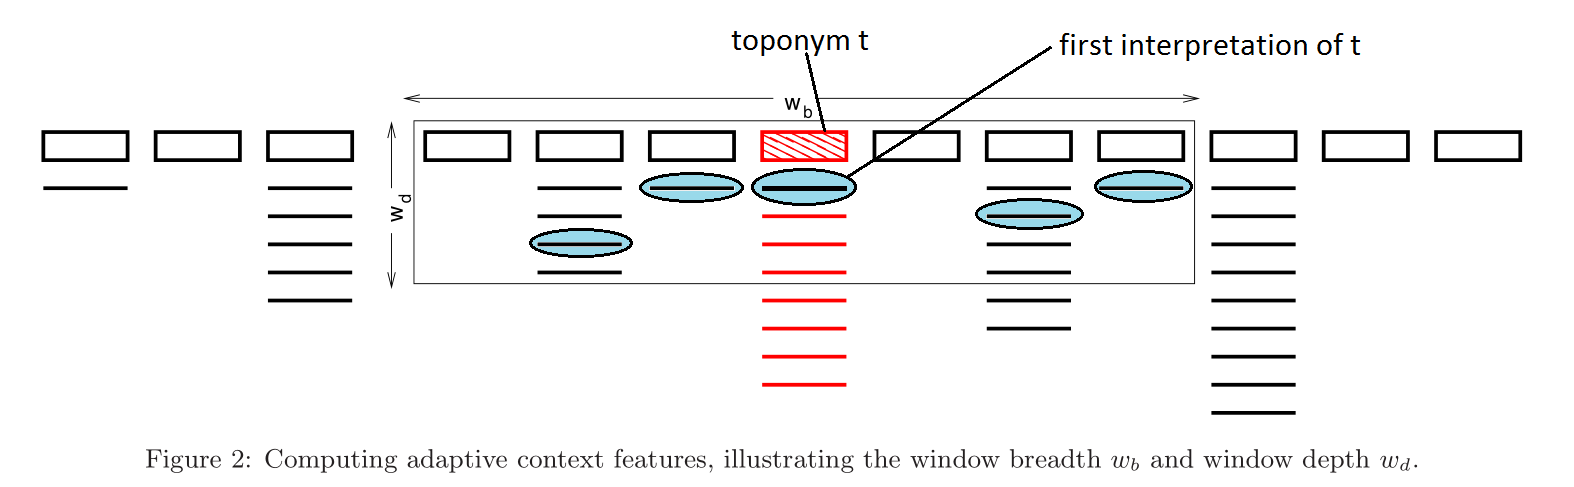 toponym t
first interpretation of t
w_b
w_d
Figure 2: Computing adaptive context features, illustrating the window breadth w_b and window depth w_d.